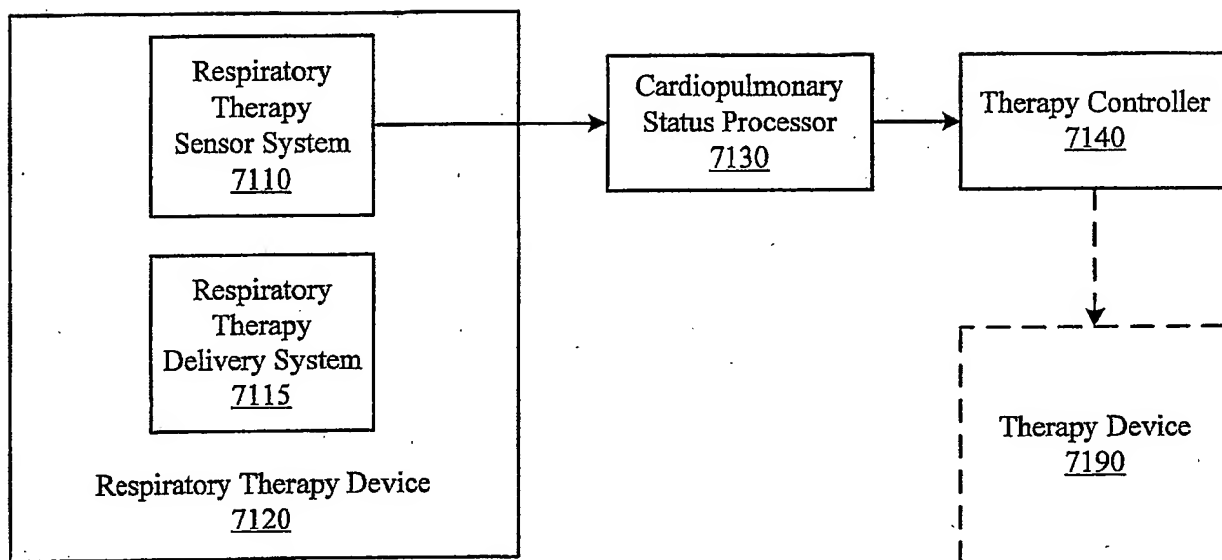 Respiratory
Therapy
Sensor System
7110
Respiratory
Therapy
Delivery System
7115
Respiratory Therapy Device
7120
Cardiopulmonary
Status Processor
7130
Therapy Controller
7140
Therapy Device
7190